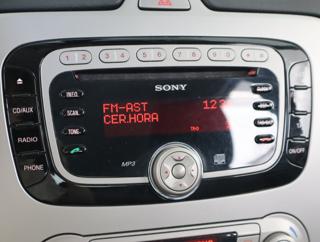 1 2 3 4 5 6 7 8 9 0 * #
SONY
INFO.
CD/AUX
SCAN.
FM-AST
RADIO
TONE
CER.HORA
PHONE
MP3
ON/OFF